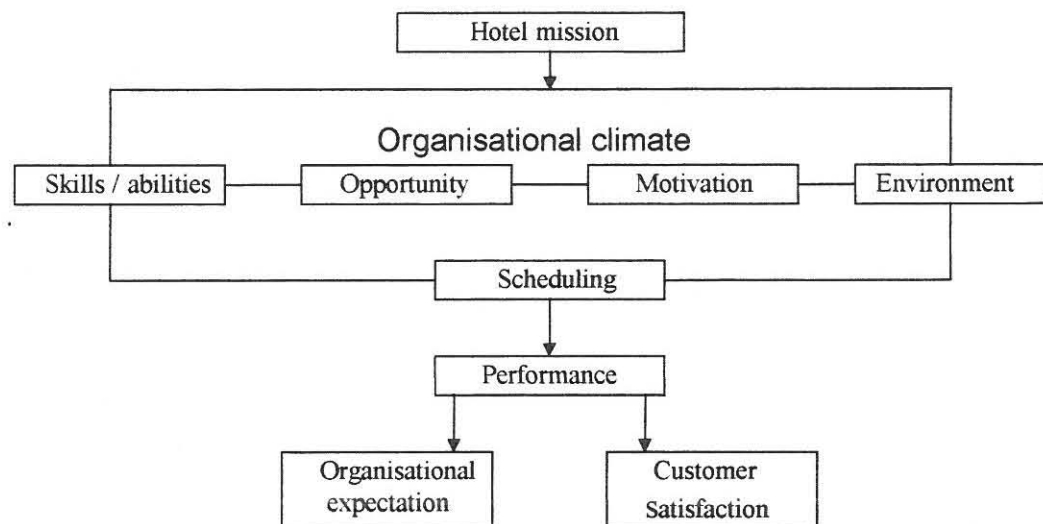 Hotel mission
Organisational climate
Skills / abilities
Opportunity
Motivation
Environment
Scheduling
Performance
Organisational
expectation
Customer
Satisfaction